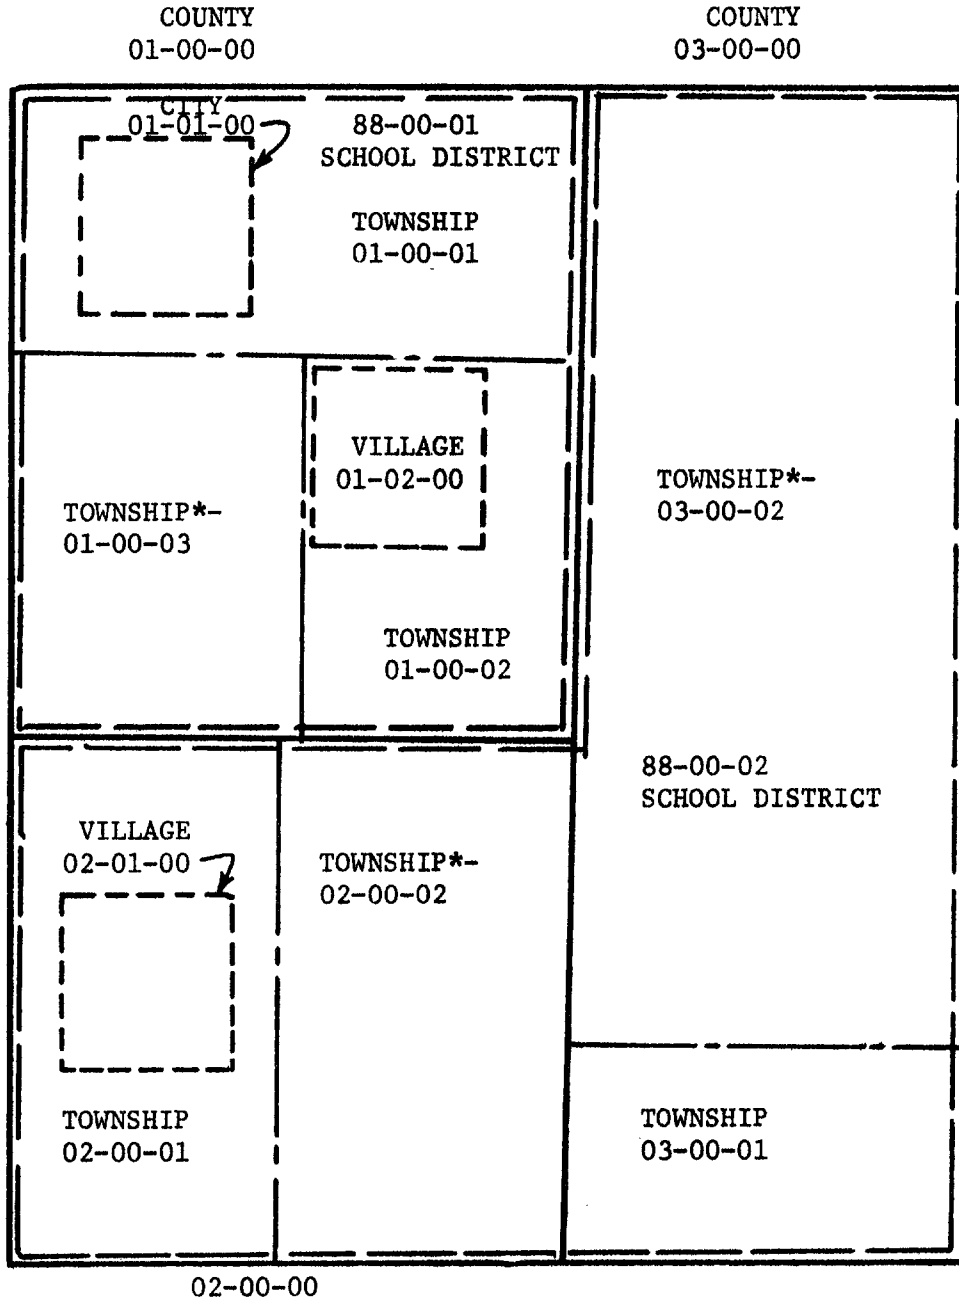 COUNTY
01-00-00
COUNTY
03-00-00
CITY
01-01-00
88-00-01
SCHOOL DISTRICT
TOWNSHIP
01-00-01
VILLAGE
01-02-00
TOWNSHIP*-
01-00-03
TOWNSHIP*-
03-00-02
TOWNSHIP
01-00-02
88-00-02
SCHOOL DISTRICT
VILLAGE
02-01-00
TOWNSHIP*-
02-00-02
TOWNSHIP
02-00-01
TOWNSHIP
03-00-01
02-00-00